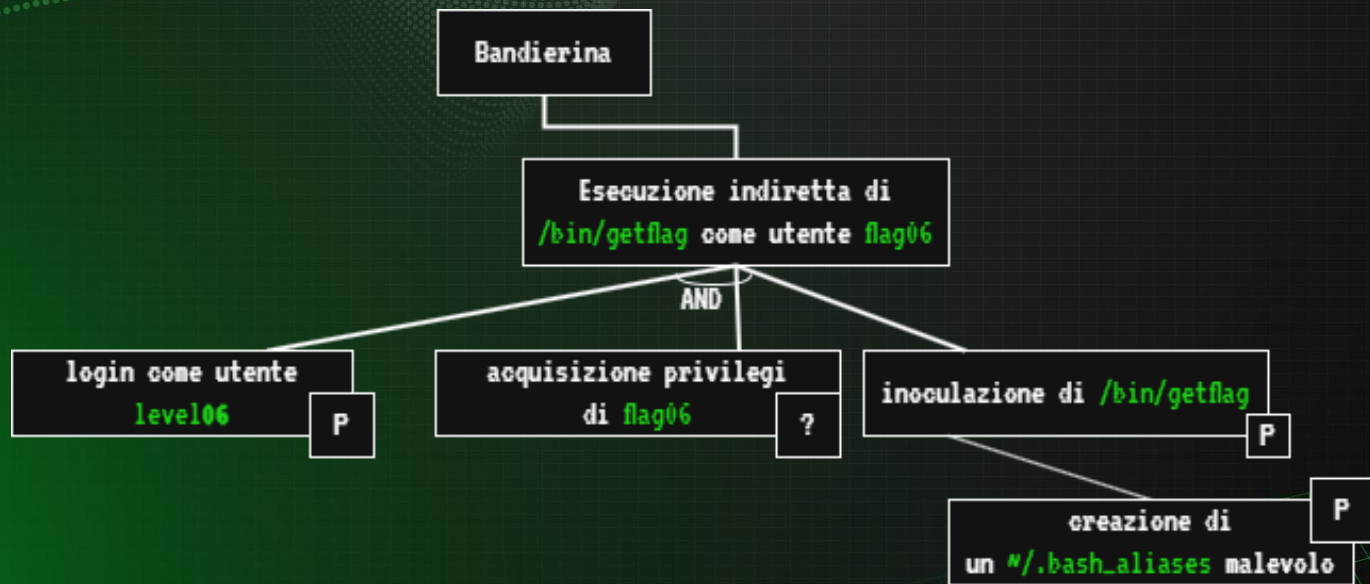 Bandierina
Esecuzione indiretta di
/bin/getflag come utente flag06
AND
login come utente
level06
P
acquisizione privilegi
di flag06
?
inoculazione di /bin/getflag
P
creazione di
un ~/.bash_aliases malevolo
P